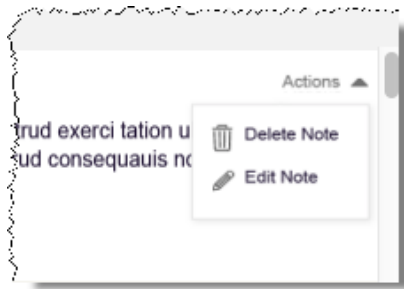 Actions
trud exerci tation u
Delete Note
ud consequauis no
Edit Note